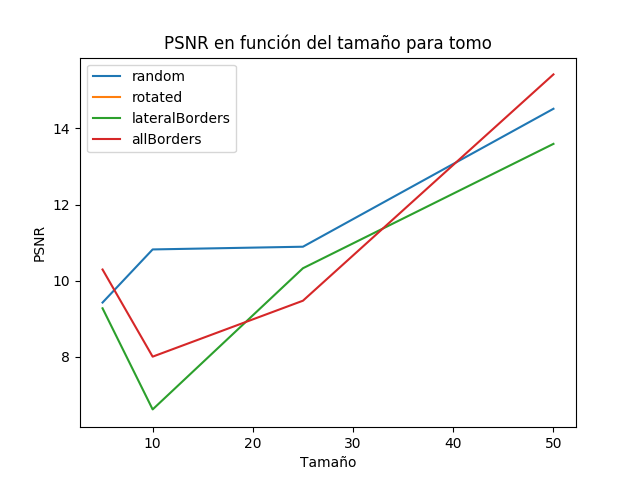 PSNR en función del tamaño para tomo
random
rotated
lateralBorders
allBorders
14
12
10
8
PSNR
10
20
30
40
50
Tamaño